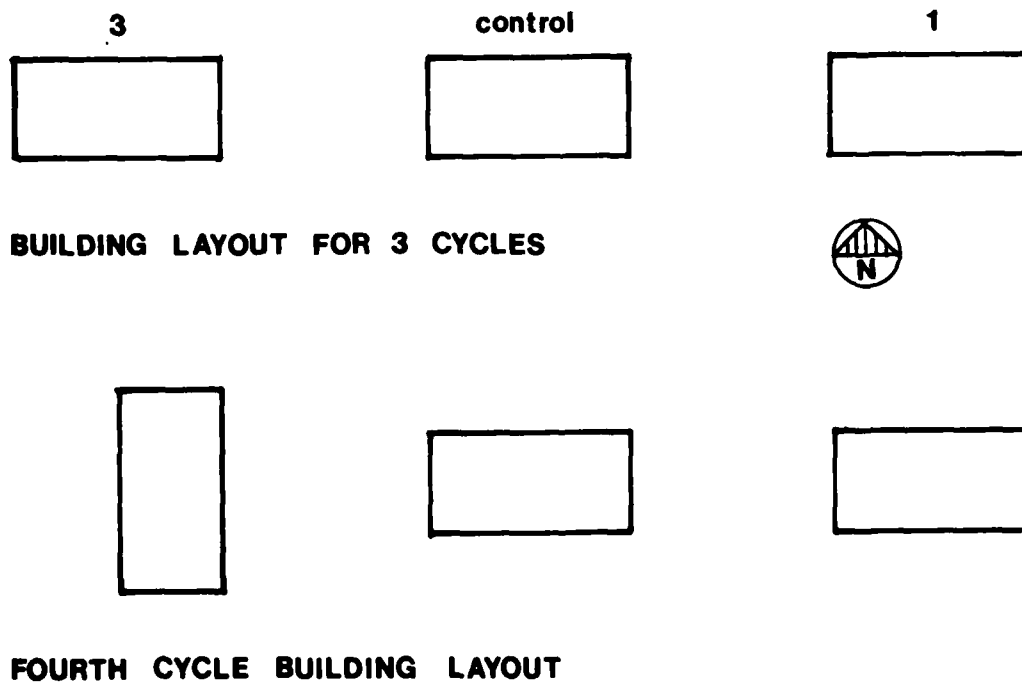 3 control 1
BUILDING LAYOUT FOR 3 CYCLES
N
FOURTH CYCLE BUILDING LAYOUT